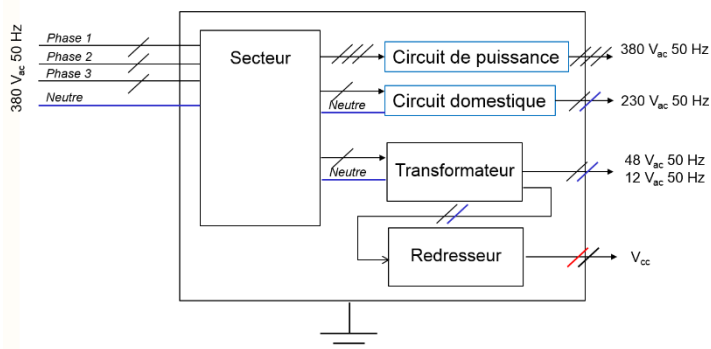 380 Vac 50 Hz
Phase 1
Phase 2
Phase 3
Neutre
Secteur
Neutre
Neutre
Circuit de puissance
380 Vac 50 Hz
Circuit domestique
230 Vac 50 Hz
Transformateur
48 Vac 50 Hz
12 Vac 50 Hz
Redresseur
Vcc